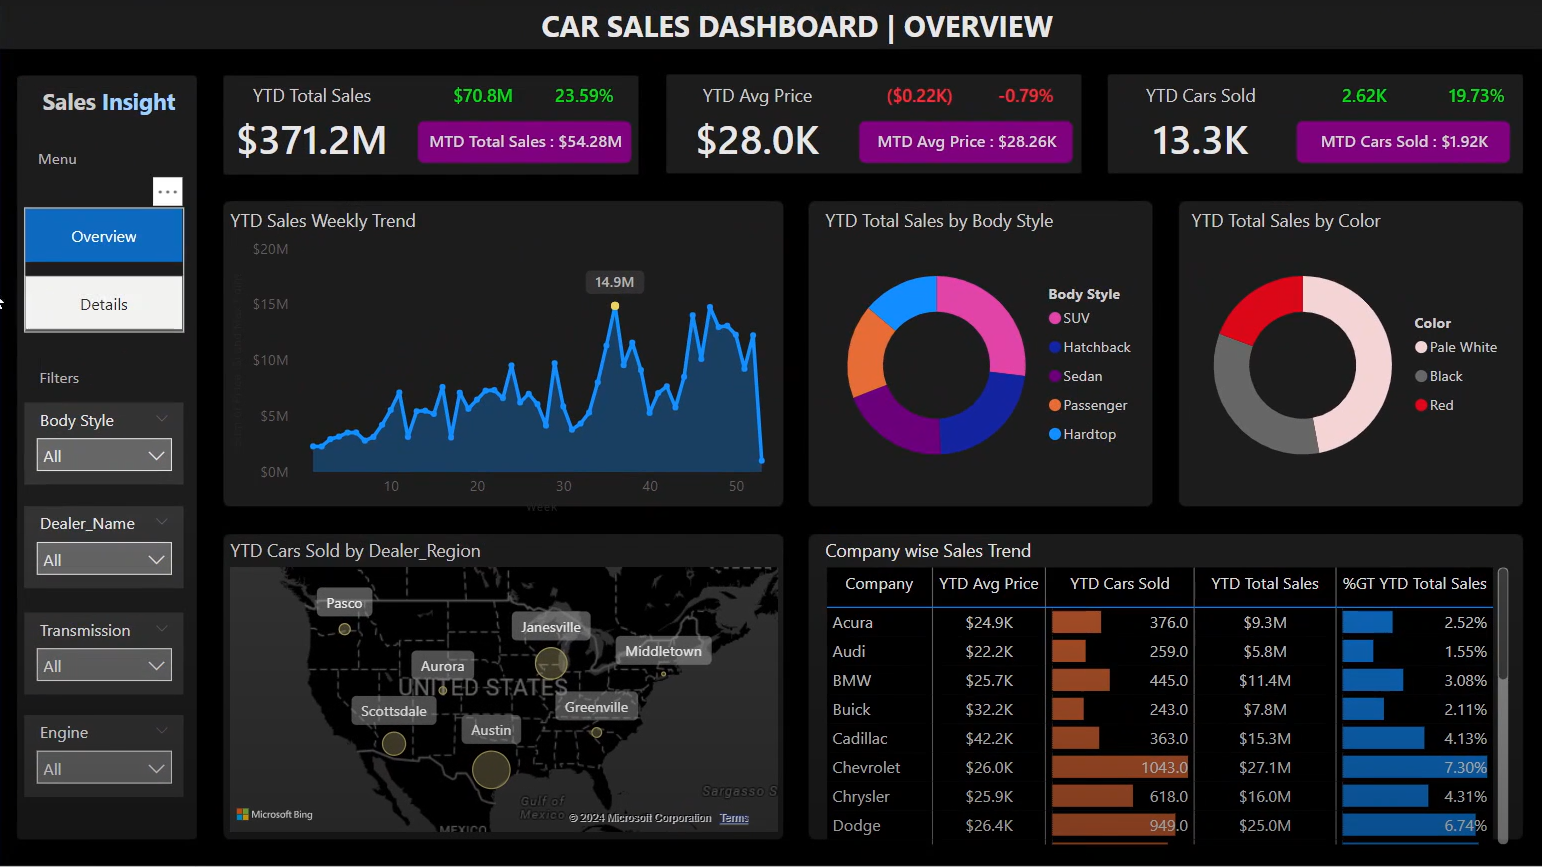 CAR SALES DASHBOARD | OVERVIEW
Sales Insight
Menu
...
Overview
Details
Filters
Body Style
All
Dealer_Name
All
Transmission
All
Engine
All
YTD Total Sales $70.8M 23.59%
$371.2M MTD Total Sales : $54.28M
YTD Avg Price ($0.22K) -0.79%
$28.0K MTD Avg Price : $28.26K
YTD Cars Sold 2.62K 19.73%
13.3K MTD Cars Sold : $1.92K
YTD Sales Weekly Trend
$20M
$15M
$10M
$5M
$0M
14.9M
10 20 30 40 50
Week
YTD Total Sales by Body Style
Body Style
SUV
Hatchback
Sedan
Passenger
Hardtop
YTD Total Sales by Color
Color
Pale White
Black
Red
YTD Cars Sold by Dealer_Region
Pasco
Janesville
Middletown
Aurora
UNITED STATES
Scottsdale
Greenville
Austin
Sargasso S
Gulf of
Mexico
MEXICO
Microsoft Bing
© 2024 Microsoft Corporation Terms
Company wise Sales Trend
Company YTD Avg Price YTD Cars Sold YTD Total Sales %GT YTD Total Sales
Acura $24.9K 376.0 $9.3M 2.52%
Audi $22.2K 259.0 $5.8M 1.55%
BMW $25.7K 445.0 $11.4M 3.08%
Buick $32.2K 243.0 $7.8M 2.11%
Cadillac $42.2K 363.0 $15.3M 4.13%
Chevrolet $26.0K 1043.0 $27.1M 7.30%
Chrysler $25.9K 618.0 $16.0M 4.31%
Dodge $26.4K 949.0 $25.0M 6.74%